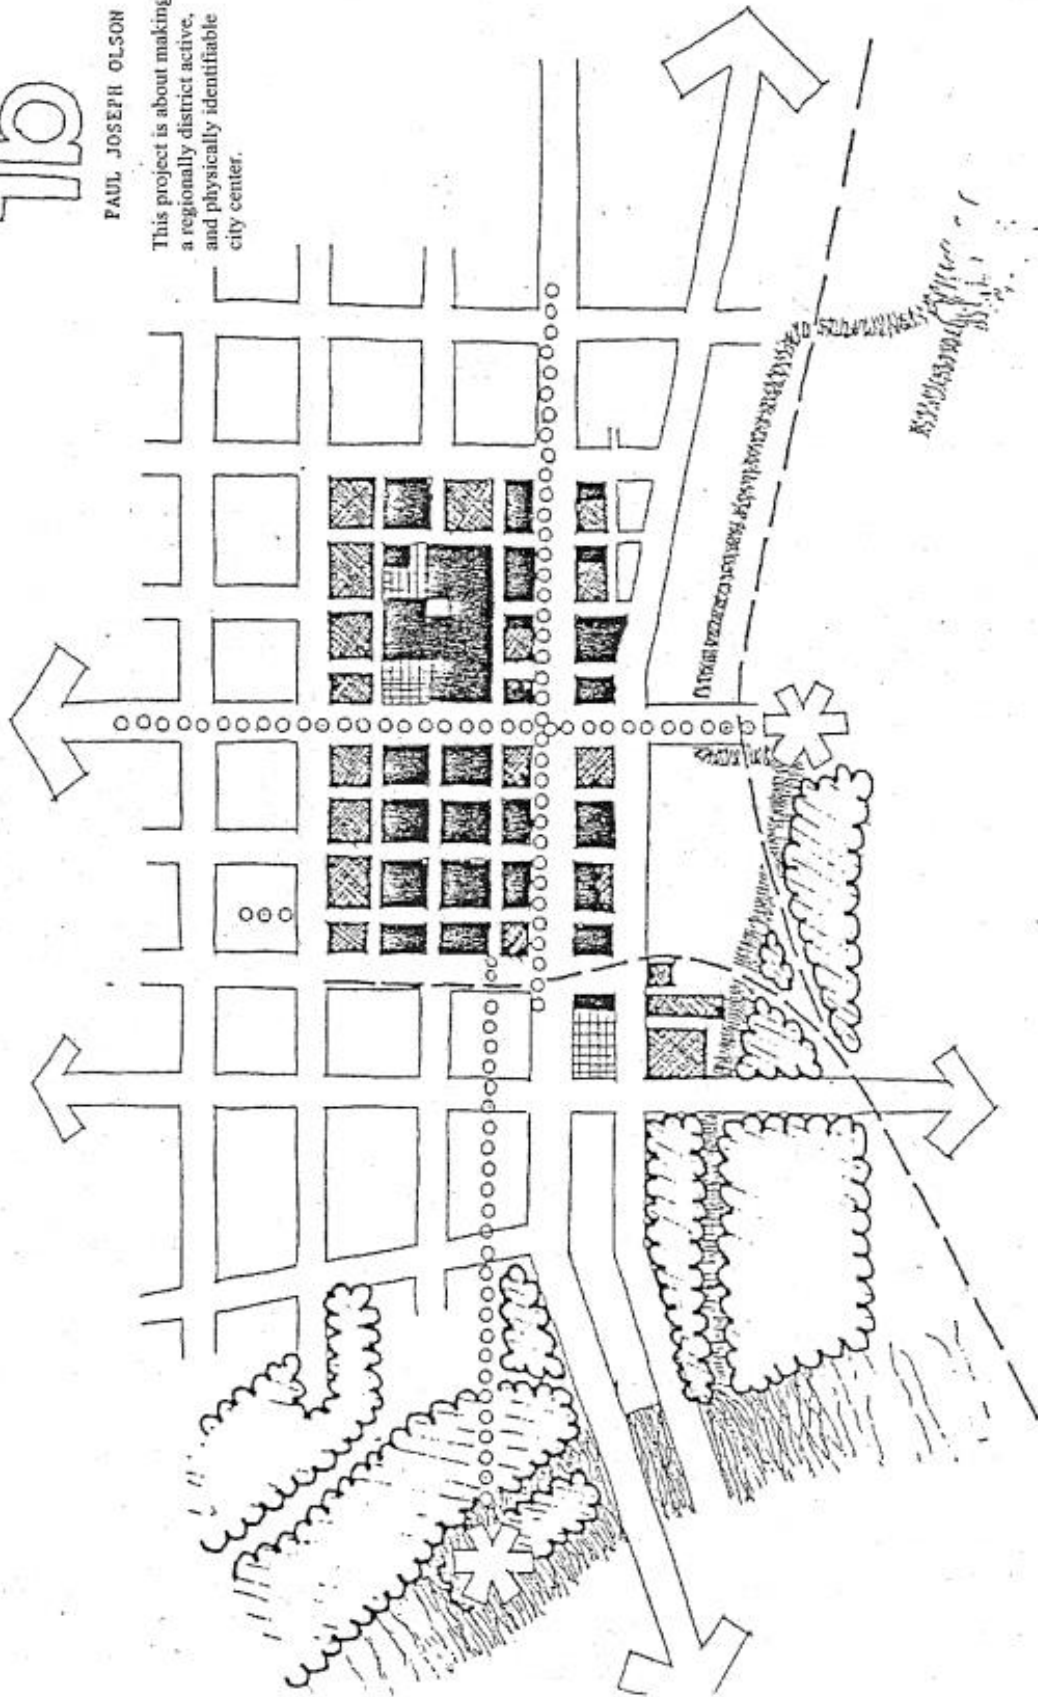 PAUL JOSEPH OLSON
This project is about making
a regionally district active,
and physically identifiable
city center.